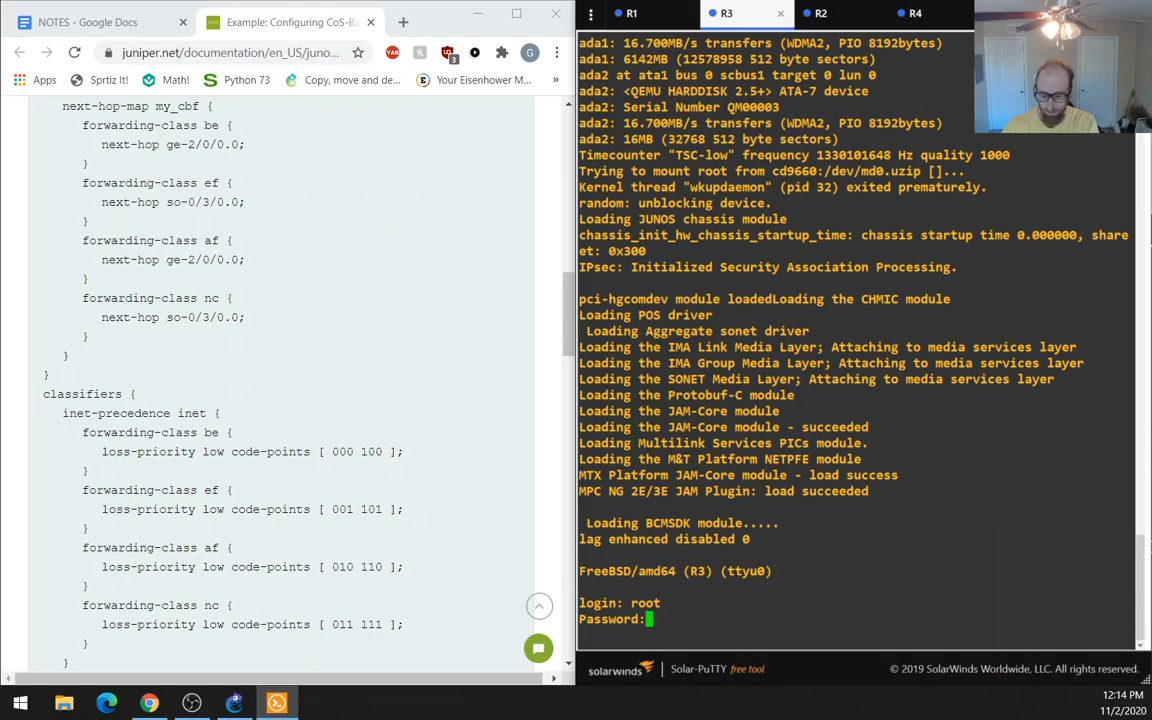 NOTES - Google Docs
Example: Configuring CoS-Ba
juniper.net/documentation/en_US/juno...
Apps
Sprtiz It!
Math!
Python 73
Copy, move and de...
Your Eisenhower M...
next-hop-map my_cbf {
forwarding-class be {
next-hop ge-2/0/0.0;
}
forwarding-class ef {
next-hop so-0/3/0.0;
}
forwarding-class af {
next-hop ge-2/0/0.0;
}
forwarding-class nc {
next-hop so-0/3/0.0;
}
}
}
classifiers {
inet-precedence inet {
forwarding-class be {
loss-priority low code-points [ 000 100 ];
}
forwarding-class ef {
loss-priority low code-points [ 001 101 ];
}
forwarding-class af {
loss-priority low code-points [ 010 110 ];
}
forwarding-class nc {
loss-priority low code-points [ 011 111 ];
}
}
R1
R3
R2
R4
ada1: 16.700MB/s transfers (WDMA2, PIO 8192bytes)
ada1: 6142MB (12578958 512 byte sectors)
ada2 at ata1 bus 0 scbus1 target 0 lun 0
ada2: <QEMU HARDDISK 2.5+> ATA-7 device
ada2: Serial Number QM00003
ada2: 16.700MB/s transfers (WDMA2, PIO 8192bytes)
ada2: 16MB (32768 512 byte sectors)
Timecounter "TSC-low" frequency 1330101648 Hz quality 1000
Trying to mount root from cd9660:/dev/md0.uzip []...
Kernel thread "wkupdaemon" (pid 32) exited prematurely.
random: unblocking device.
Loading JUNOS chassis module
chassis_init_hw_chassis_startup_time: chassis startup time 0.000000, share
et: 0x300
IPsec: Initialized Security Association Processing.
pci-hgcomdev module loadedLoading the CHMIC module
Loading POS driver
Loading Aggregate sonet driver
Loading the IMA Link Media Layer; Attaching to media services layer
Loading the IMA Group Media Layer; Attaching to media services layer
Loading the SONET Media Layer; Attaching to media services layer
Loading the Protobuf-C module
Loading the JAM-Core module
Loading the JAM-Core module - succeeded
Loading Multilink Services PICs module.
Loading the M&T Platform NETPFE module
MTX Platform JAM-Core module - load success
MPC NG 2E/3E JAM Plugin: load succeeded
Loading BCMSDK module.....
lag enhanced disabled 0
FreeBSD/amd64 (R3) (ttyu0)
login: root
Password:
solarwinds
Solar-PuTTY free tool
© 2019 SolarWinds Worldwide, LLC. All rights reserved.
12:14 PM
11/2/2020